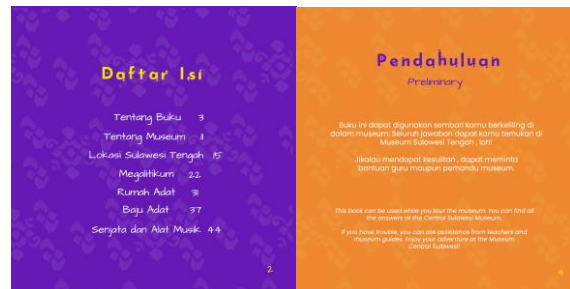 Daftar Isi
Tentang Buku 3
Tentang Museum 11
Lokasi Sulawesi Tengah 15
Megalitikum 22
Rumah Adat 31
Baju Adat 37
Senjata dan Alat Musik 44
2
Pendahuluan
Preliminary
Buku ini dapat digunakan sembari kamu berkeliling di
dalam museum. Seluruh jawaban dapat kamu temukan di
Museum Sulawesi Tengah , loh!
Jikalau mendapat kesulitan , dapat meminta
bantuan guru maupun pemandu museum.
This book can be used while you tour the museum. You can find all
the answers at the Central Sulawesi Museum.
If you have trouble, you can ask assistance from teachers and
museum guides. Enjoy your adventure at the Museum
Central Sulawesi!
4